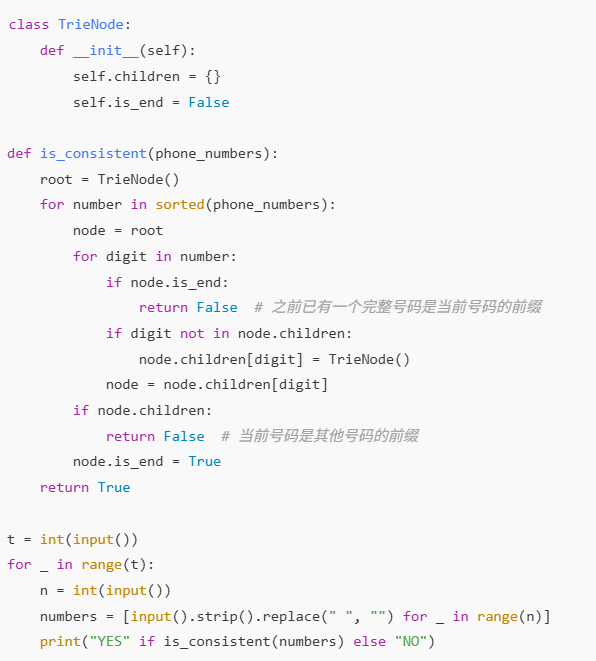 class TrieNode:
    def __init__(self):
        self.children = {}
        self.is_end = False

def is_consistent(phone_numbers):
    root = TrieNode()
    for number in sorted(phone_numbers):
        node = root
        for digit in number:
            if node.is_end:
                return False  # 之前已有一个完整号码是当前号码的前缀
            if digit not in node.children:
                node.children[digit] = TrieNode()
            node = node.children[digit]
        if node.children:
            return False  # 当前号码是其他号码的前缀
        node.is_end = True
    return True

t = int(input())
for _ in range(t):
    n = int(input())
    numbers = [input().strip().replace(" ", "") for _ in range(n)]
    print("YES" if is_consistent(numbers) else "NO")